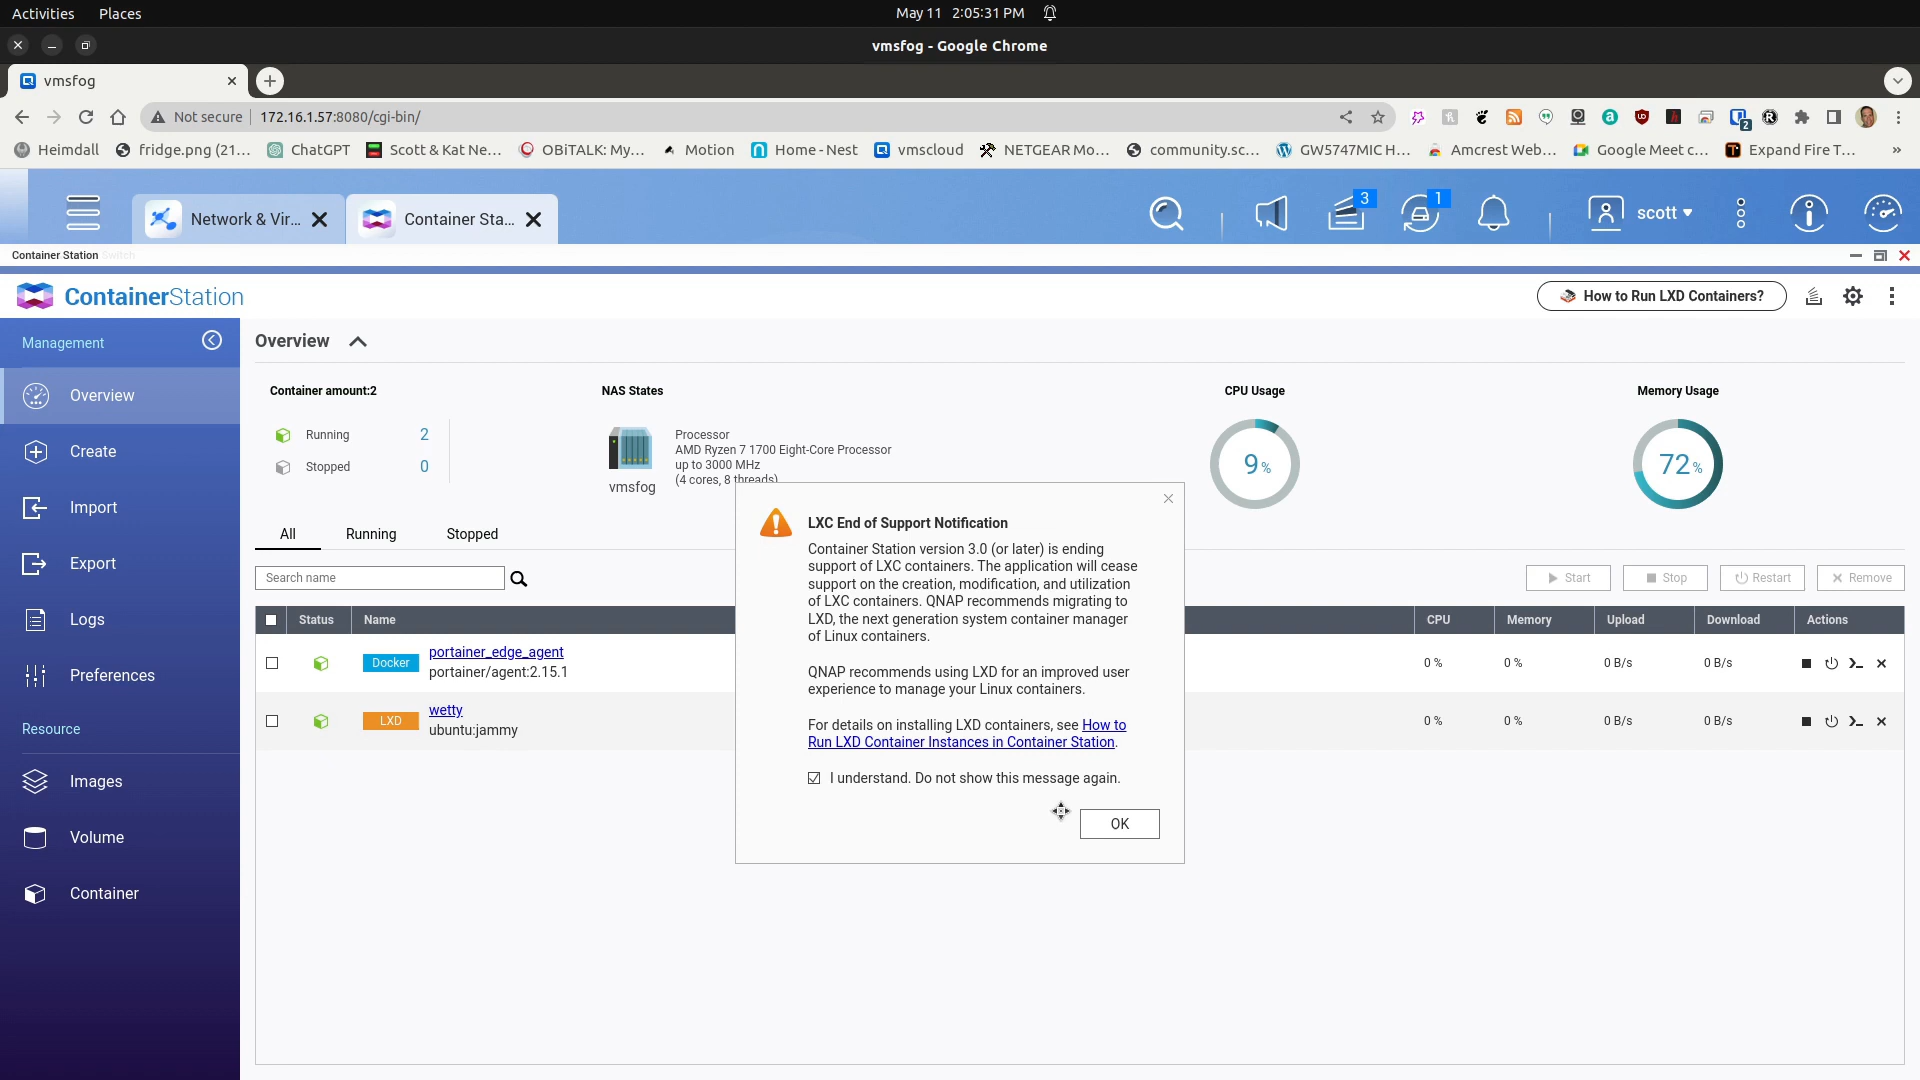 Activities Places May 11 2:05:31 PM
vmsfog - Google Chrome
vmsfog
Not secure 172.16.1.57:8080/cgi-bin/
2
Heimdall fridge.png (21... ChatGPT Scott & Kat Ne... OBiTALK: My... Motion Home - Nest vmscloud NETGEAR Mo... community.sc... GW5747MIC H... Amcrest Web... Google Meet c... Expand Fire T... »
Network & Vir... Container Sta... 3 1 scott
Container Station Switch
ContainerStation How to Run LXD Containers?
Management
Overview
Create
Import
Export
Logs
Preferences
Resource
Images
Volume
Container
Overview
Container amount:2 NAS States CPU Usage Memory Usage
Running 2
Stopped 0
vmsfog
Processor
AMD Ryzen 7 1700 Eight-Core Processor
up to 3000 MHz
(4 cores, 8 threads)
9%
72%
All Running Stopped
Search name
Start Stop Restart Remove
Status Name CPU Memory Upload Download Actions
Docker portainer_edge_agent 0 % 0 % 0 B/s 0 B/s
portainer/agent:2.15.1
LXD wetty 0 % 0 % 0 B/s 0 B/s
ubuntu:jammy
LXC End of Support Notification
Container Station version 3.0 (or later) is ending
support of LXC containers. The application will cease
support on the creation, modification, and utilization
of LXC containers. QNAP recommends migrating to
LXD, the next generation system container manager
of Linux containers.
QNAP recommends using LXD for an improved user
experience to manage your Linux containers.
For details on installing LXD containers, see How to
Run LXD Container Instances in Container Station.
I understand. Do not show this message again.
OK